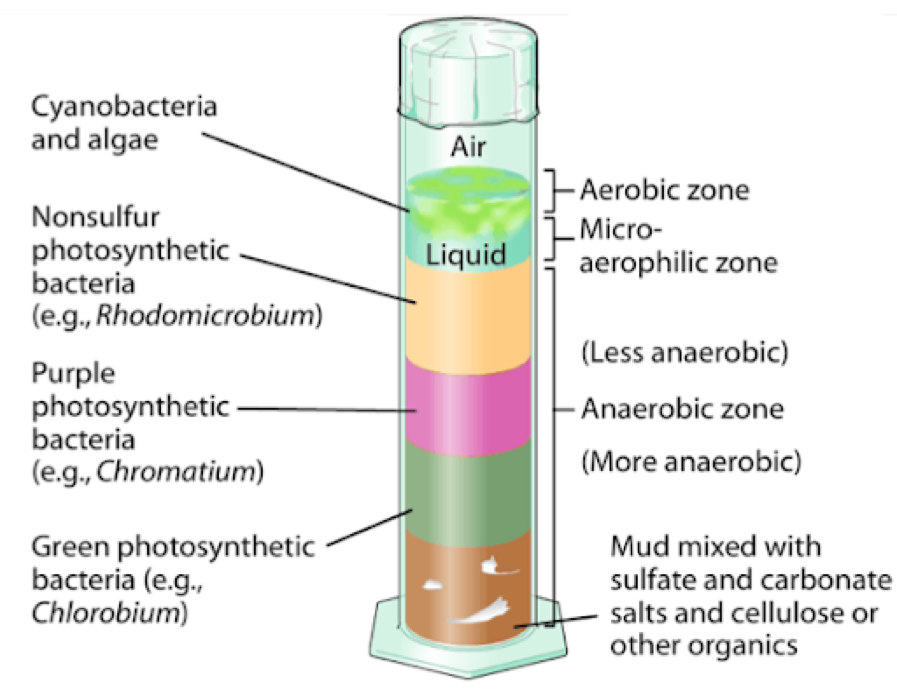 Cyanobacteria
and algae
Nonsulfur
photosynthetic
bacteria
(e.g., Rhodomicrobium)
Purple
photosynthetic
bacteria
(e.g., Chromatium)
Green photosynthetic
bacteria (e.g.,
Chlorobium)
Air
Liquid
Aerobic zone
Micro-
aerophilic zone
(Less anaerobic)
Anaerobic zone
(More anaerobic)
Mud mixed with
sulfate and carbonate
salts and cellulose or
other organics